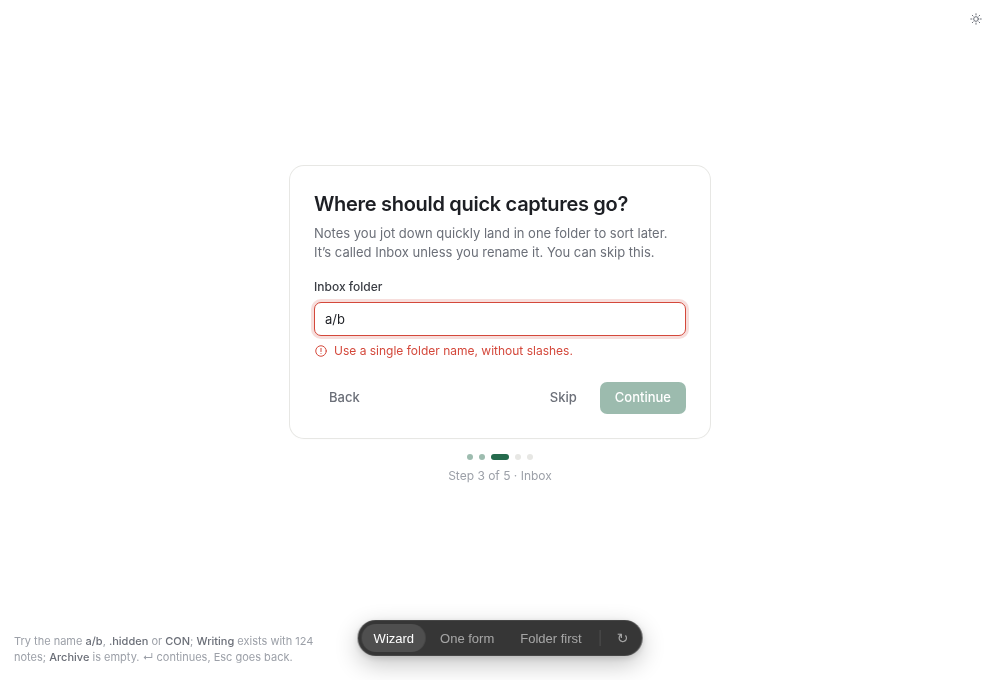 Where should quick captures go?
Notes you jot down quickly land in one folder to sort later.
It’s called Inbox unless you rename it. You can skip this.
Inbox folder
a/b
Use a single folder name, without slashes.
Back
Skip
Continue
Step 3 of 5 · Inbox
Try the name a/b, .hidden or CON; Writing exists with 124
notes; Archive is empty. ↵ continues, Esc goes back.
Wizard
One form
Folder first
↻